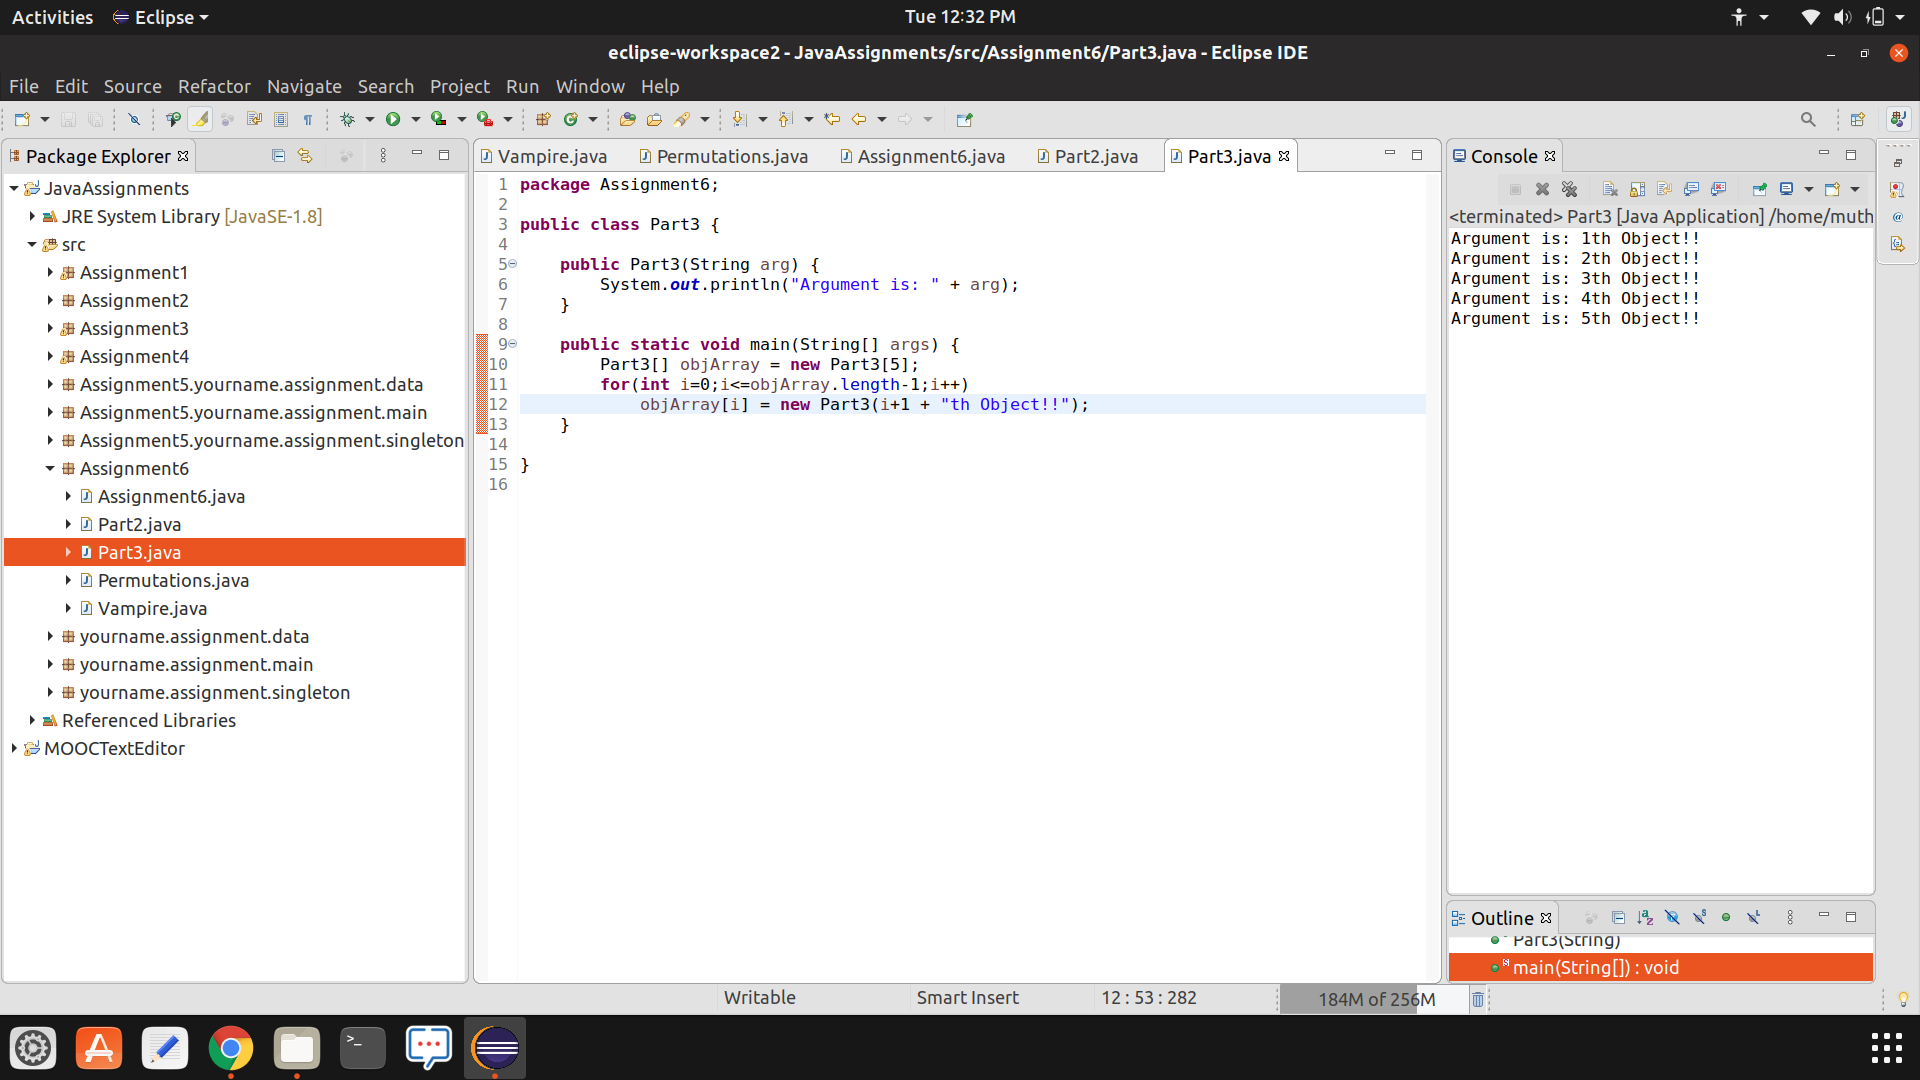 Activities Eclipse Tue 12:32 PM
eclipse-workspace2 - JavaAssignments/src/Assignment6/Part3.java - Eclipse IDE
File Edit Source Refactor Navigate Search Project Run Window Help
Package Explorer
JavaAssignments
JRE System Library [JavaSE-1.8]
src
Assignment1
Assignment2
Assignment3
Assignment4
Assignment5.yourname.assignment.data
Assignment5.yourname.assignment.main
Assignment5.yourname.assignment.singleton
Assignment6
Assignment6.java
Part2.java
Part3.java
Permutations.java
Vampire.java
yourname.assignment.data
yourname.assignment.main
yourname.assignment.singleton
Referenced Libraries
MOOCTextEditor
Vampire.java Permutations.java Assignment6.java Part2.java Part3.java
1 package Assignment6;
2
3 public class Part3 {
4
5     public Part3(String arg) {
6         System.out.println("Argument is: " + arg);
7     }
8
9     public static void main(String[] args) {
10         Part3[] objArray = new Part3[5];
11         for(int i=0;i<=objArray.length-1;i++)
12             objArray[i] = new Part3(i+1 + "th Object!!");
13     }
14
15 }
16
Console
<terminated> Part3 [Java Application] /home/muth
Argument is: 1th Object!!
Argument is: 2th Object!!
Argument is: 3th Object!!
Argument is: 4th Object!!
Argument is: 5th Object!!
Outline
Part3(String)
main(String[]) : void
Writable Smart Insert 12 : 53 : 282 184M of 256M